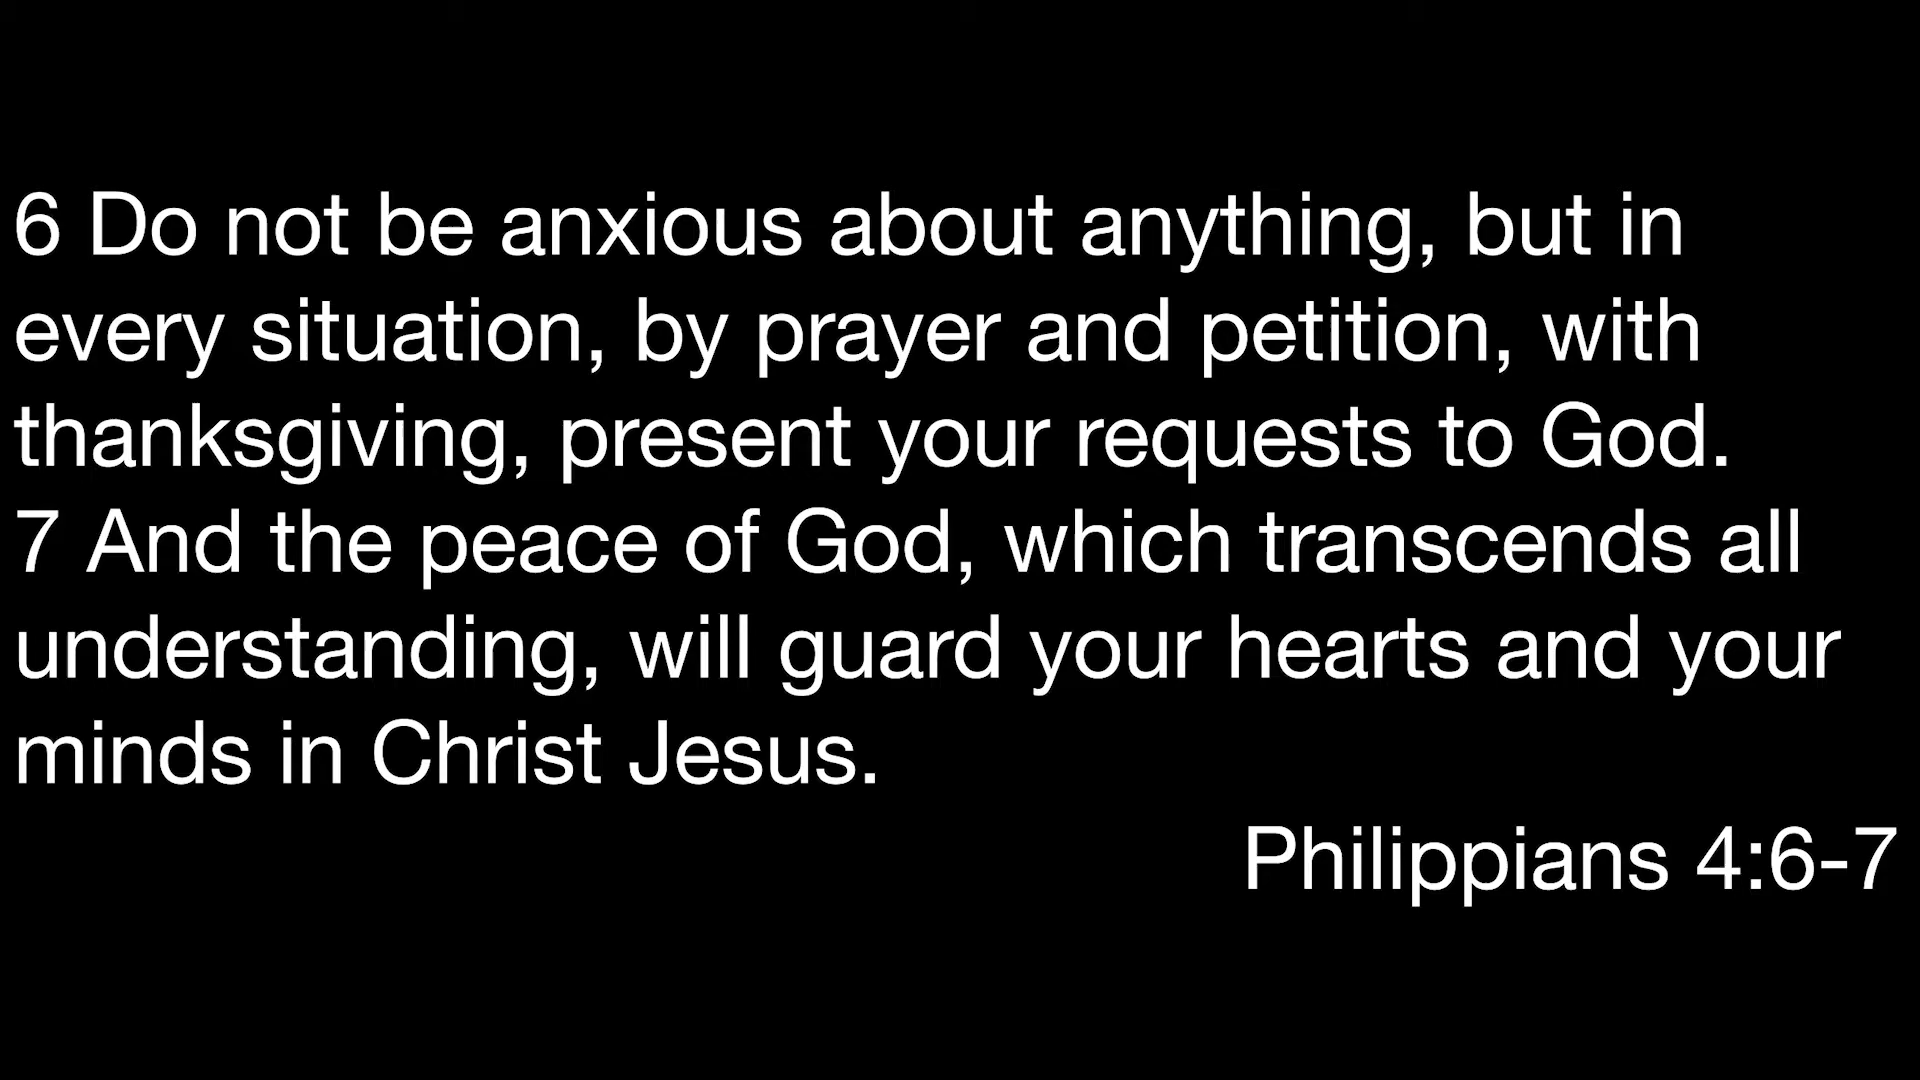 6 Do not be anxious about anything, but in
every situation, by prayer and petition, with
thanksgiving, present your requests to God.
7 And the peace of God, which transcends all
understanding, will guard your hearts and your
minds in Christ Jesus.
Philippians 4:6-7